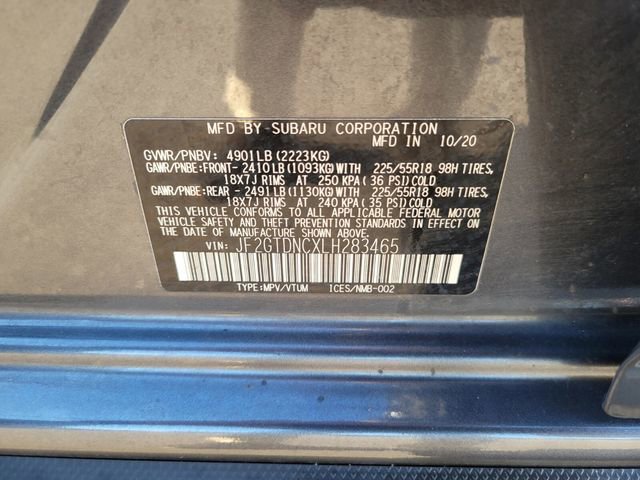 MFD BY SUBARU CORPORATION
MFD IN 10/20
GVWR/PNBV: 4901LB (2223KG)
GAWR/PNBE: FRONT - 2410 LB (1093KG) WITH 225/55R18 98H TIRES,
18X7J RIMS AT 250 KPA ( 36 PSI) COLD
GAWR/PNBE: REAR - 2491 LB (1130KG) WITH 225/55R18 98H TIRES,
18X7J RIMS AT 240 KPA ( 35 PSI) COLD
THIS VEHICLE CONFORMS TO ALL APPLICABLE FEDERAL MOTOR
VEHICLE SAFETY AND THEFT PREVENTION STANDARDS IN EFFECT ON
THE DATE OF MANUFACTURE SHOWN ABOVE
VIN: JF2GTDNCXLH283465
TYPE:MPV/VTUM ICES/NMB-002